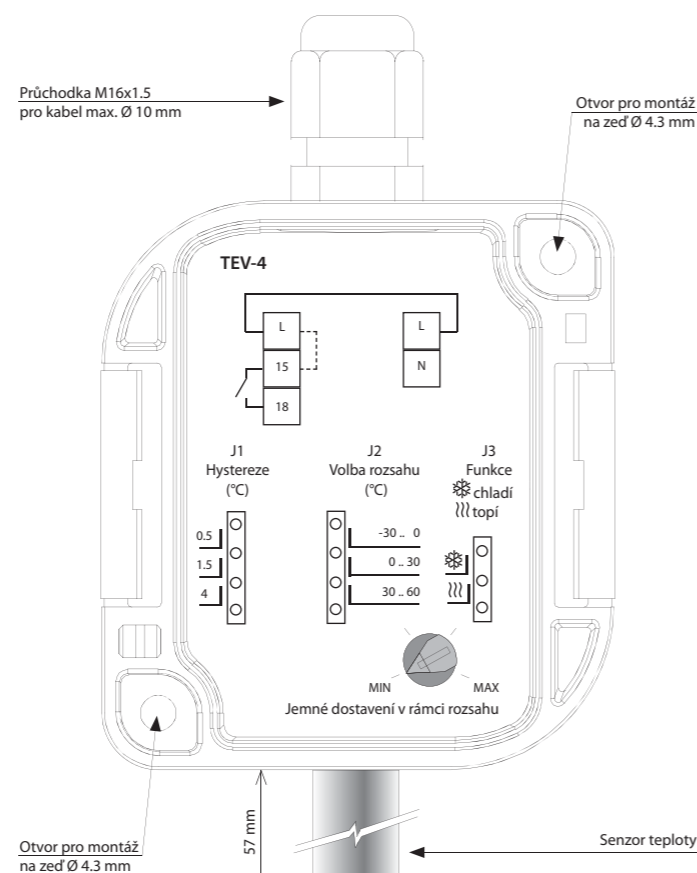 Průchodka M16x1.5
pro kabel max. Ø 10 mm
Otvor pro montáž
na zeď Ø 4.3 mm
TEV-4
L
L
15
N
18
J1
Hystereze
(°C)
J2
Volba rozsahu
(°C)
J3
Funkce
chladí
topí
0.5
1.5
4
-30 .. 0
0 .. 30
30 .. 60
MIN
MAX
Jemné dostavení v rámci rozsahu
57 mm
Otvor pro montáž
na zeď Ø 4.3 mm
Senzor teploty